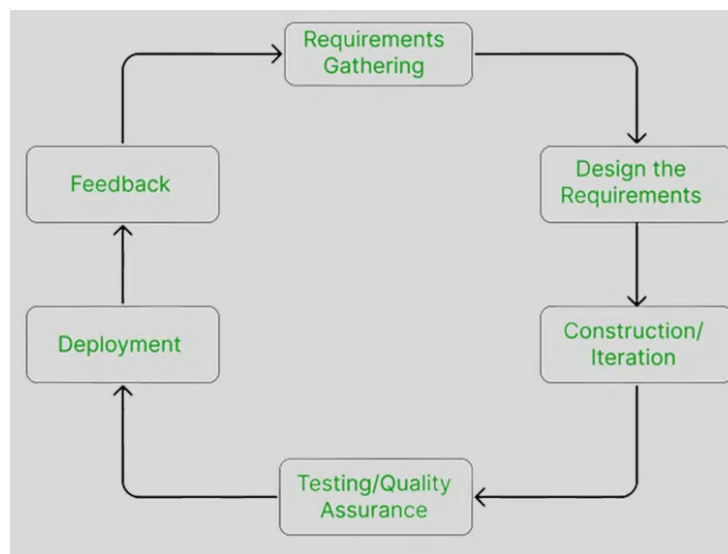 Requirements
Gathering
Design the
Requirements
Construction/
Iteration
Testing/Quality
Assurance
Deployment
Feedback